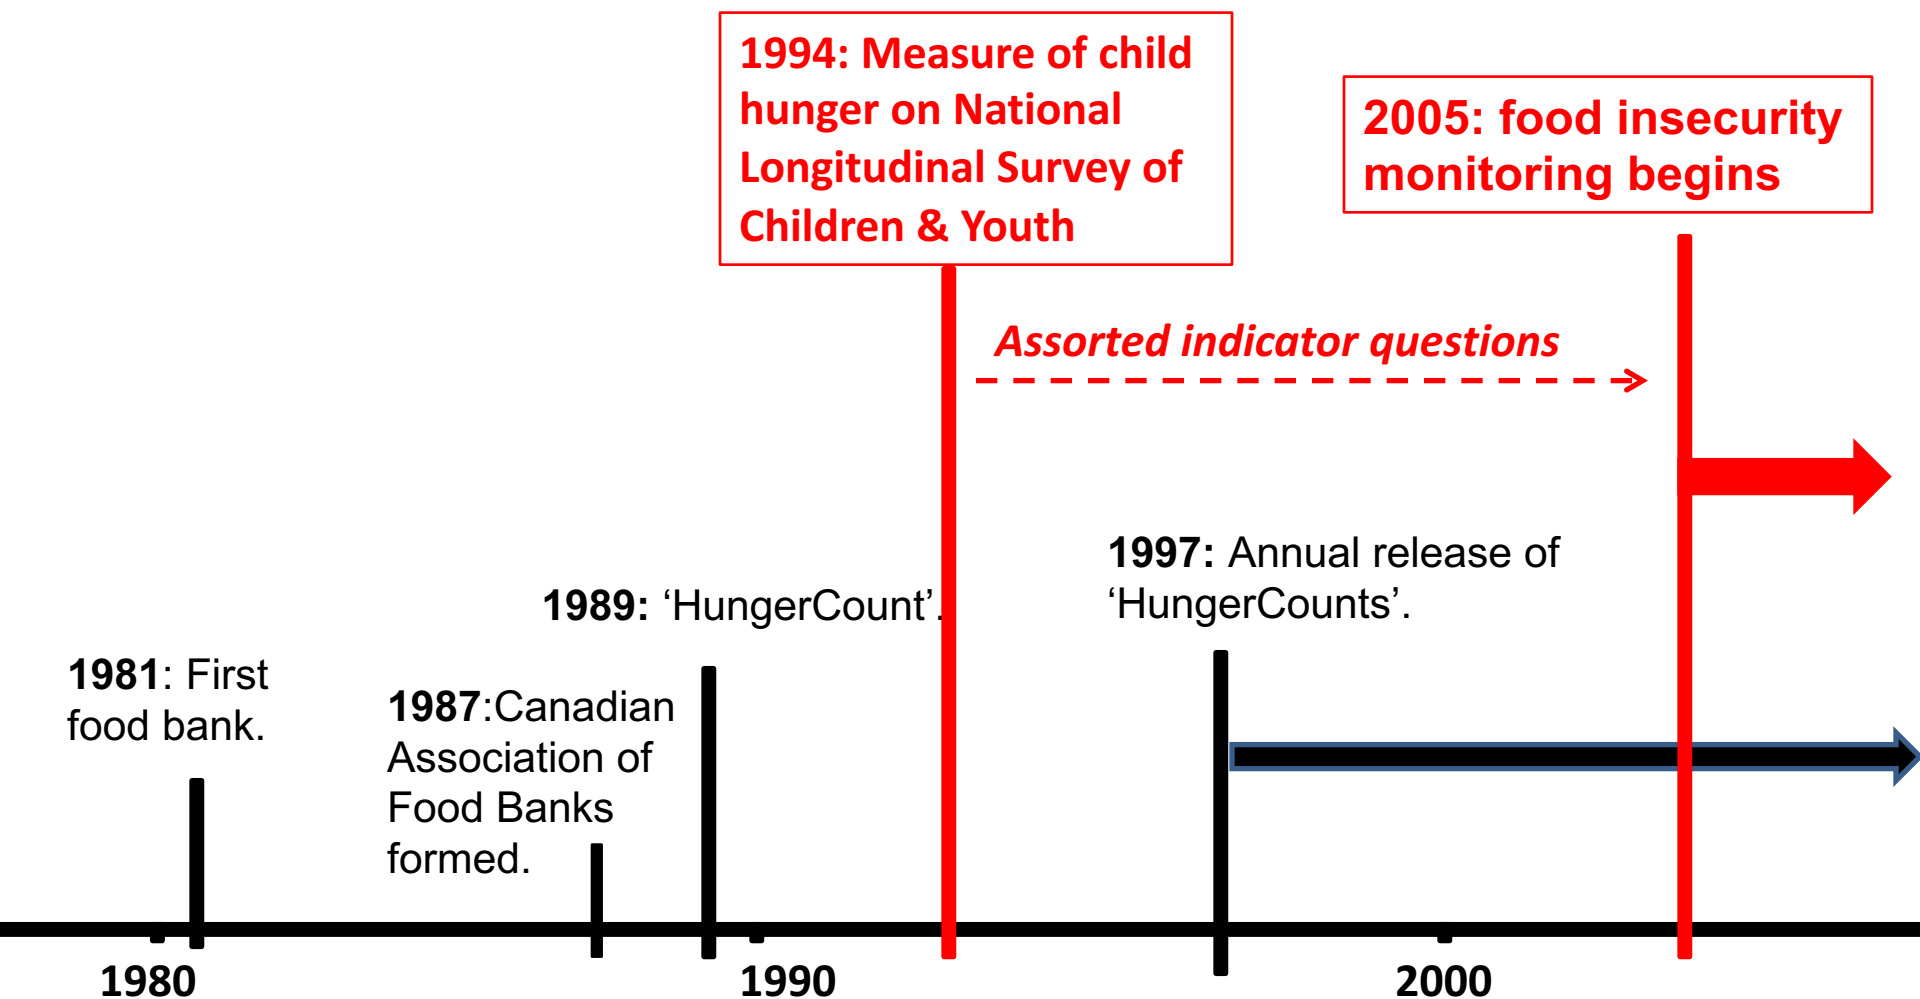 1994: Measure of child
hunger on National
Longitudinal Survey of
Children & Youth
2005: food insecurity
monitoring begins
Assorted indicator questions
1997: Annual release of
‘HungerCounts’.
1989: ‘HungerCount’.
1981: First
food bank.
1987:Canadian
Association of
Food Banks
formed.
1980
1990
2000